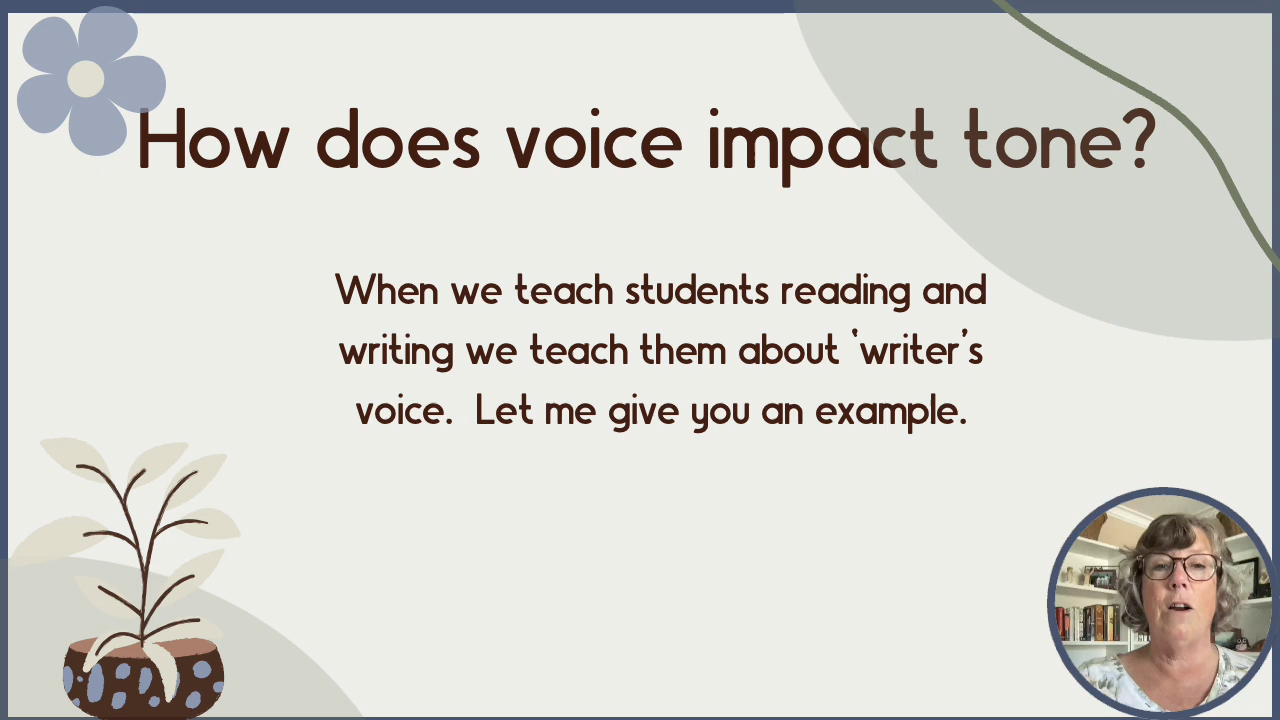 How does voice impact tone?
When we teach students reading and
writing we teach them about ‘writer’s
voice.  Let me give you an example.